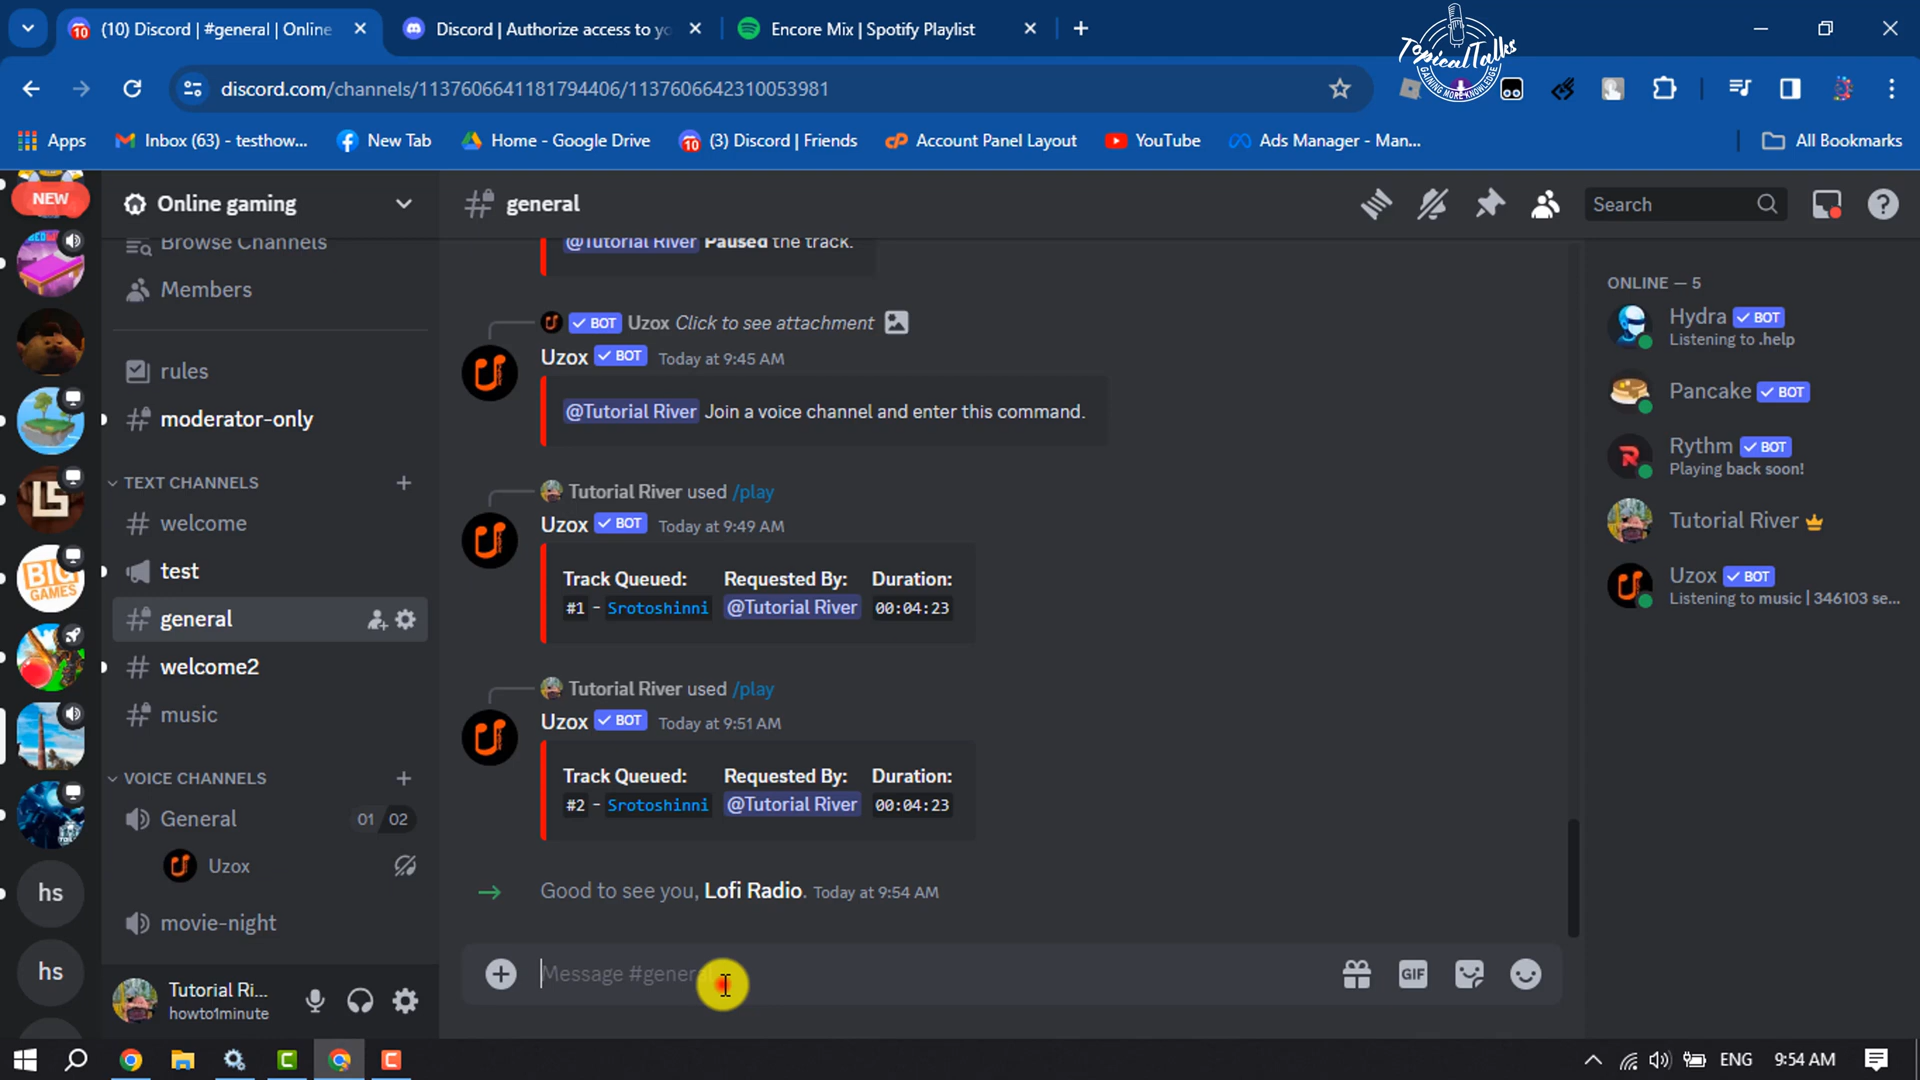 (10) Discord | #general | Online
Discord | Authorize access to yo
Encore Mix | Spotify Playlist
TopicalTalks
GAINING MORE KNOWLEDGE
discord.com/channels/1137606641181794406/1137606642310053981
Apps
Inbox (63) - testhow...
New Tab
Home - Google Drive
(3) Discord | Friends
Account Panel Layout
YouTube
Ads Manager - Man...
All Bookmarks
NEW
Online gaming
general
Search
Browse Channels
Members
rules
moderator-only
TEXT CHANNELS
welcome
test
general
welcome2
music
VOICE CHANNELS
General
01 / 02
Uzox
movie-night
LS
BIG GAMES
hs
hs
Tutorial Ri...
howto1minute
@Tutorial River Paused the track.
BOT Uzox Click to see attachment
Uzox BOT Today at 9:45 AM
@Tutorial River Join a voice channel and enter this command.
Tutorial River used /play
Uzox BOT Today at 9:49 AM
Track Queued: Requested By: Duration:
#1 - Srotoshinni @Tutorial River 00:04:23
Tutorial River used /play
Uzox BOT Today at 9:51 AM
Track Queued: Requested By: Duration:
#2 - Srotoshinni @Tutorial River 00:04:23
Good to see you, Lofi Radio. Today at 9:54 AM
Message #general
GIF
ONLINE — 5
Hydra BOT
Listening to .help
Pancake BOT
Rythm BOT
Playing back soon!
Tutorial River
Uzox BOT
Listening to music | 346103 se...
ENG
9:54 AM